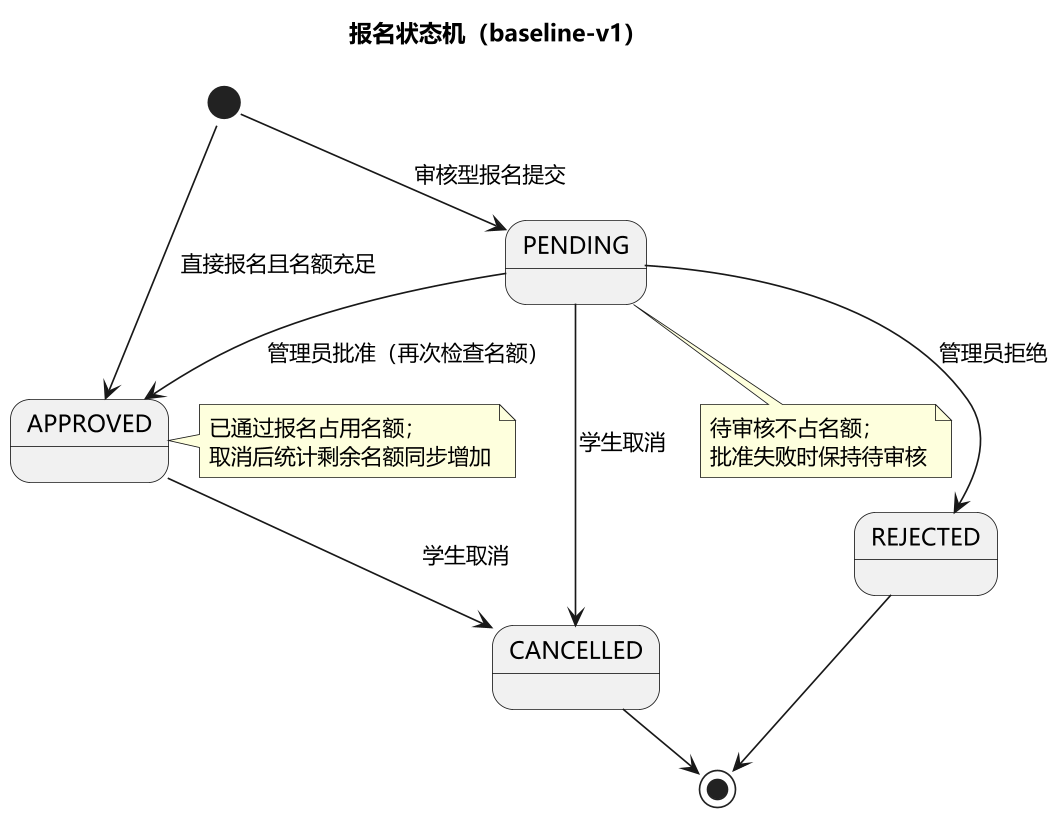 报名状态机（baseline-v1）
审核型报名提交
PENDING
直接报名且名额充足
管理员批准（再次检查名额）
管理员拒绝
APPROVED
已通过报名占用名额；
取消后统计剩余名额同步增加
学生取消
待审核不占名额；
批准失败时保持待审核
REJECTED
学生取消
CANCELLED